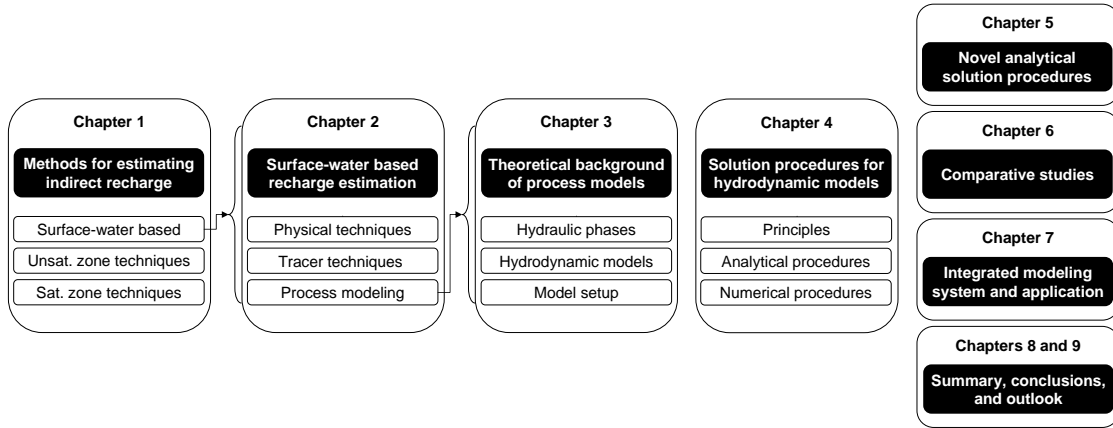 Chapter 1
Methods for estimating
indirect recharge
Surface-water based
Unsat. zone techniques
Sat. zone techniques
Chapter 2
Surface-water based
recharge estimation
Physical techniques
Tracer techniques
Process modeling
Chapter 3
Theoretical background
of process models
Hydraulic phases
Hydrodynamic models
Model setup
Chapter 4
Solution procedures for
hydrodynamic models
Principles
Analytical procedures
Numerical procedures
Chapter 5
Novel analytical
solution procedures
Chapter 6
Comparative studies
Chapter 7
Integrated modeling
system and application
Chapters 8 and 9
Summary, conclusions,
and outlook